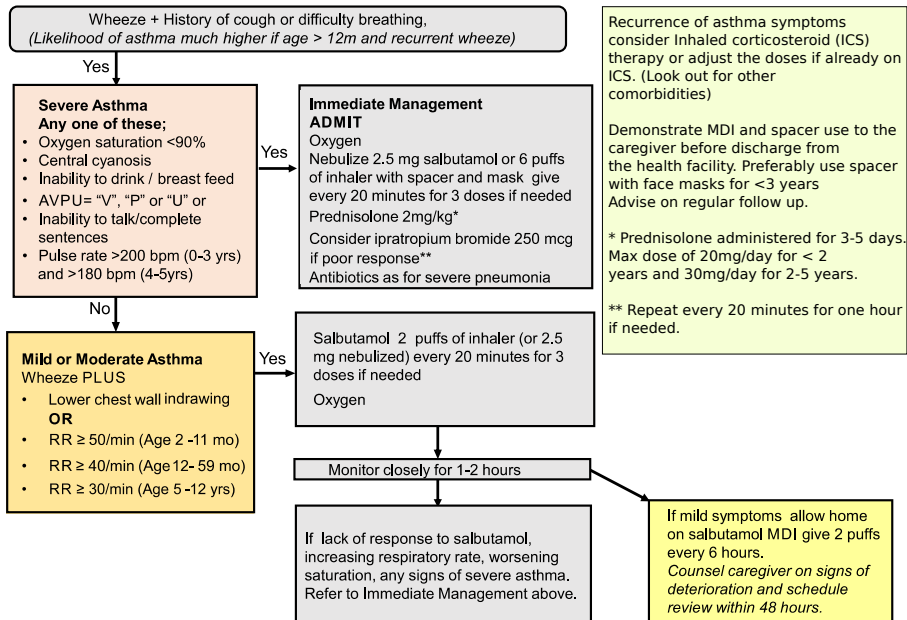 Wheeze + History of cough or difficulty breathing,
(Likelihood of asthma much higher if age > 12m and recurrent wheeze)
Yes
Severe Asthma
Any one of these;
• Oxygen saturation <90%
• Central cyanosis
• Inability to drink / breast feed
• AVPU= “V”, “P” or “U” or
• Inability to talk/complete
sentences
• Pulse rate >200 bpm (0-3 yrs)
and >180 bpm (4-5yrs)
Yes
Immediate Management
ADMIT
Oxygen
Nebulize 2.5 mg salbutamol or 6 puffs
of inhaler with spacer and mask give
every 20 minutes for 3 doses if needed
Prednisolone 2mg/kg*
Consider ipratropium bromide 250 mcg
if poor response**
Antibiotics as for severe pneumonia
Recurrence of asthma symptoms
consider Inhaled corticosteroid (ICS)
therapy or adjust the doses if already on
ICS. (Look out for other
comorbidities)
Demonstrate MDI and spacer use to the
caregiver before discharge from
the health facility. Preferably use spacer
with face masks for <3 years
Advise on regular follow up.
* Prednisolone administered for 3-5 days.
Max dose of 20mg/day for < 2
years and 30mg/day for 2-5 years.
** Repeat every 20 minutes for one hour
if needed.
No
Mild or Moderate Asthma
Wheeze PLUS
• Lower chest wall indrawing
OR
• RR ≥ 50/min (Age 2 -11 mo)
• RR ≥ 40/min (Age 12- 59 mo)
• RR ≥ 30/min (Age 5 -12 yrs)
Yes
Salbutamol 2 puffs of inhaler (or 2.5
mg nebulized) every 20 minutes for 3
doses if needed
Oxygen
Monitor closely for 1-2 hours
If lack of response to salbutamol,
increasing respiratory rate, worsening
saturation, any signs of severe asthma.
Refer to Immediate Management above.
If mild symptoms allow home
on salbutamol MDI give 2 puffs
every 6 hours.
Counsel caregiver on signs of
deterioration and schedule
review within 48 hours.